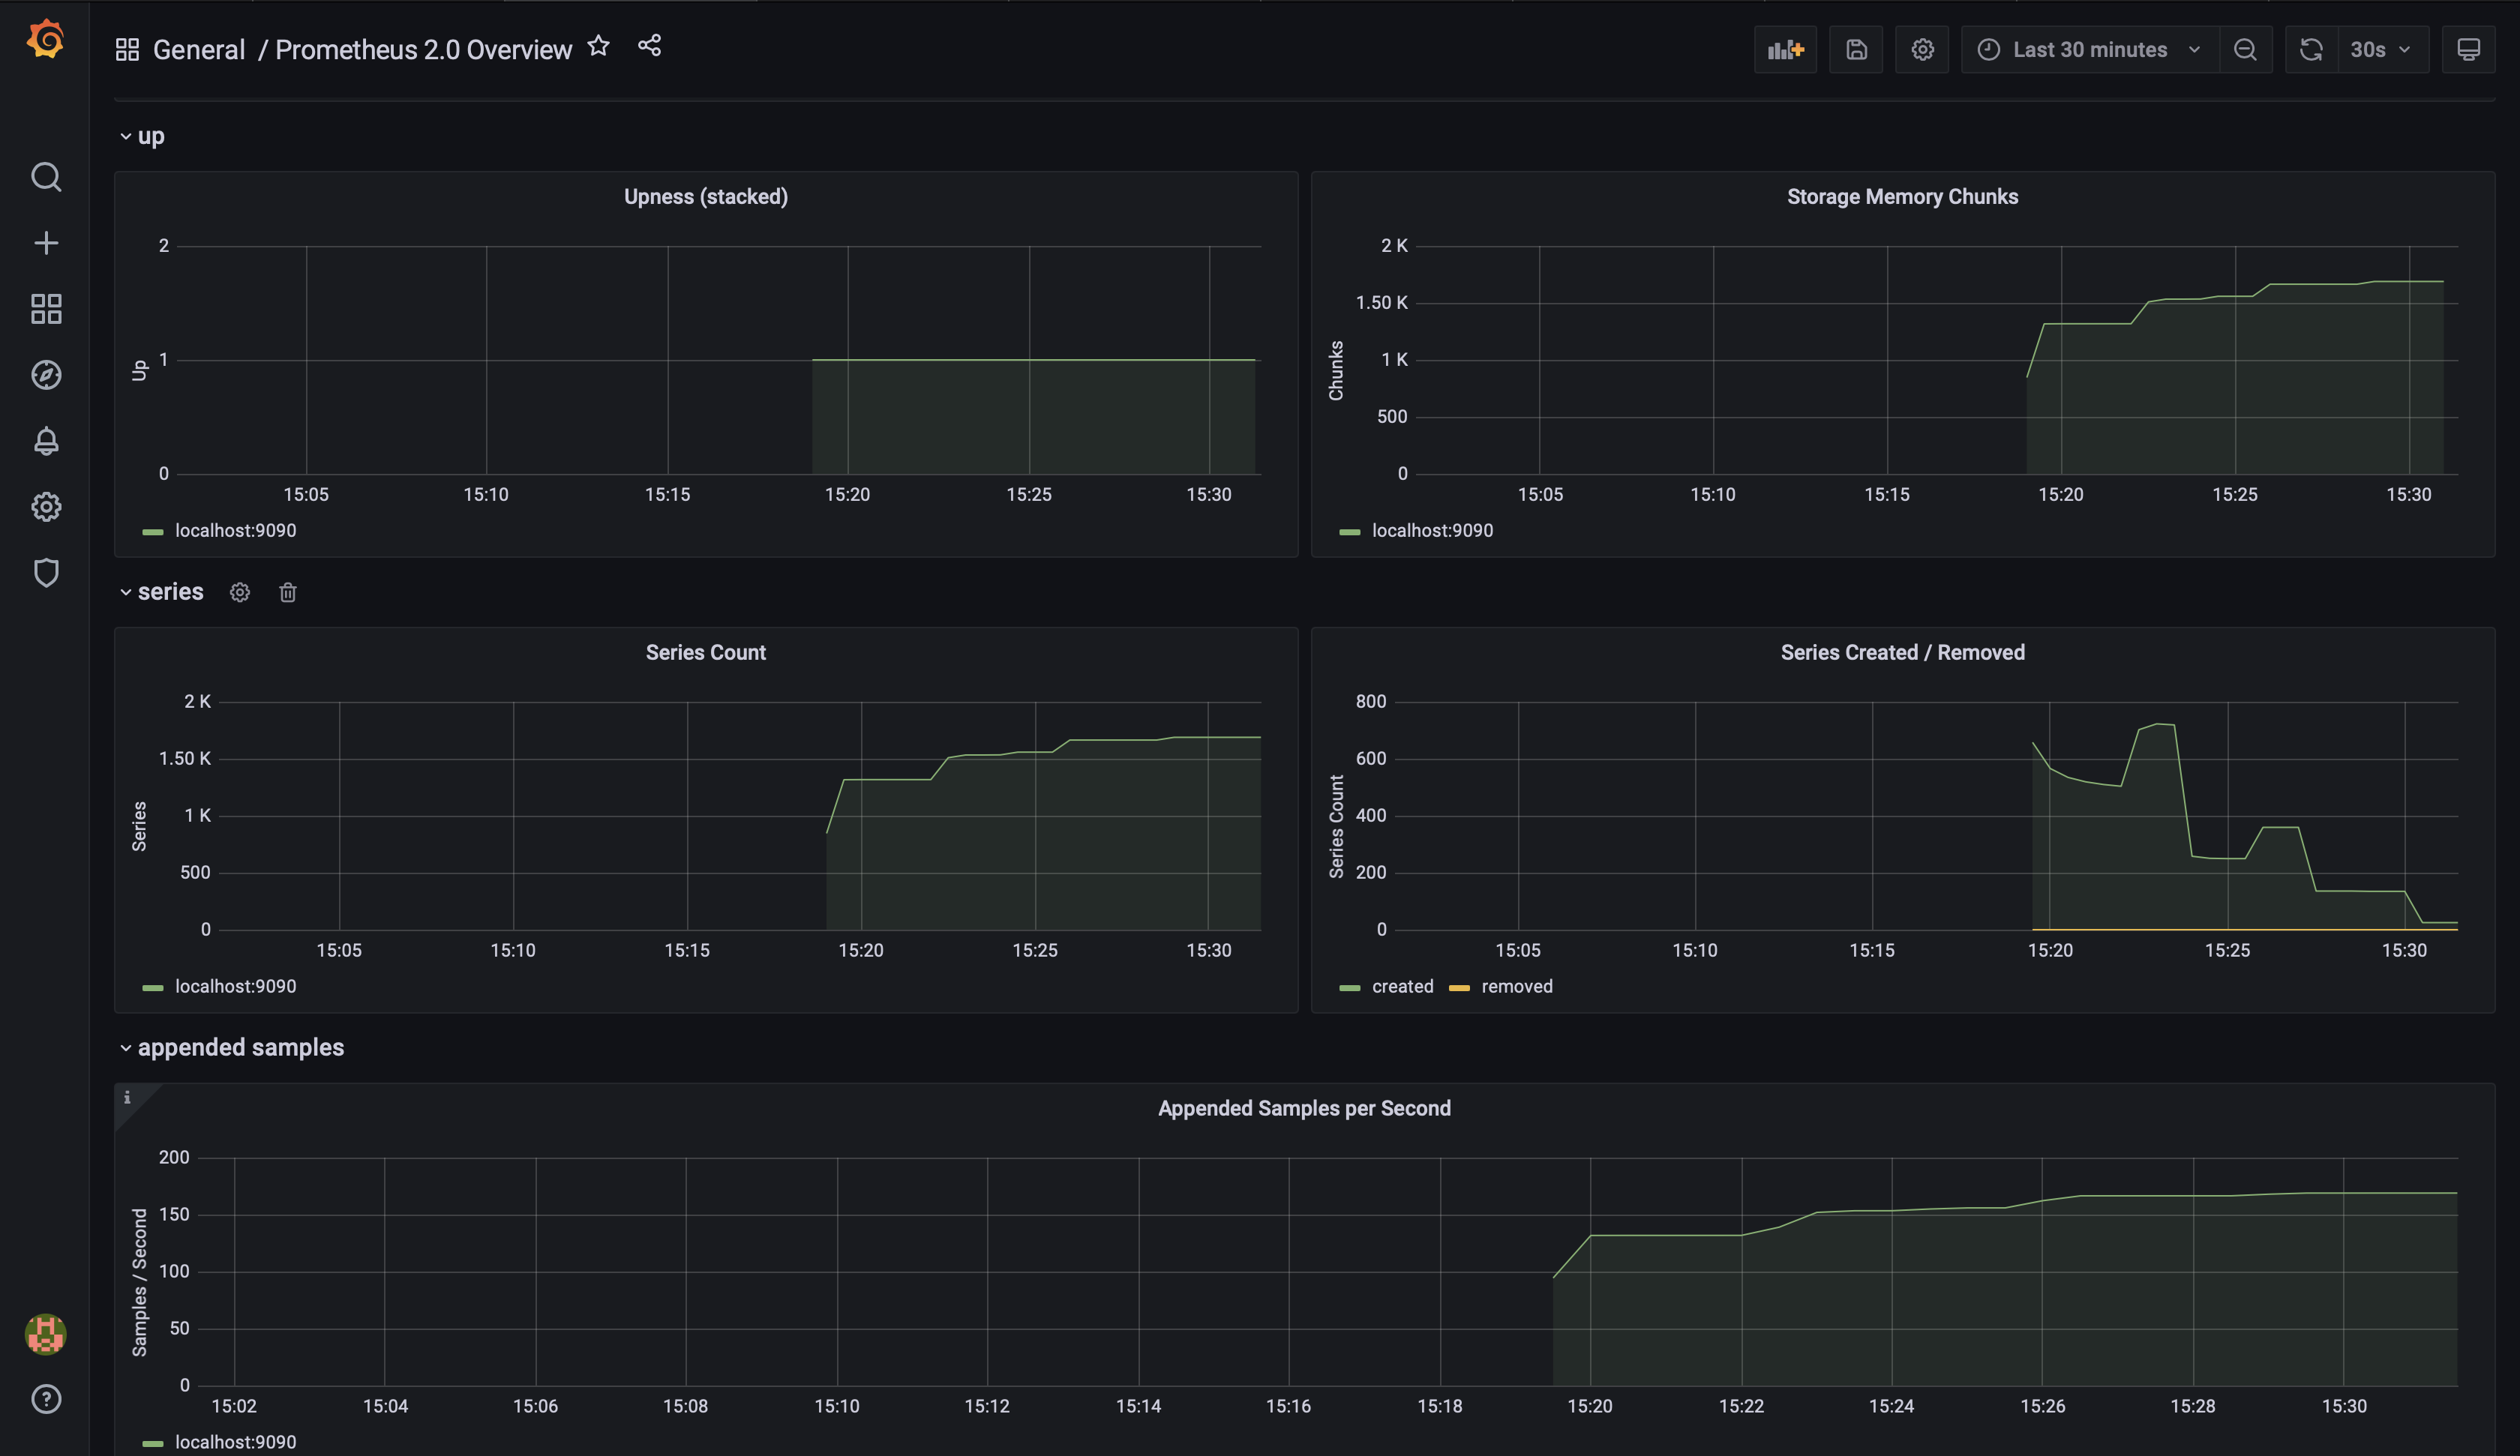 General / Prometheus 2.0 Overview
Last 30 minutes
30s
up
Upness (stacked)
Up
2
1
0
15:05 15:10 15:15 15:20 15:25 15:30
localhost:9090
Storage Memory Chunks
Chunks
2 K
1.50 K
1 K
500
0
15:05 15:10 15:15 15:20 15:25 15:30
localhost:9090
series
Series Count
Series
2 K
1.50 K
1 K
500
0
15:05 15:10 15:15 15:20 15:25 15:30
localhost:9090
Series Created / Removed
Series Count
800
600
400
200
0
15:05 15:10 15:15 15:20 15:25 15:30
created removed
appended samples
i
Appended Samples per Second
Samples / Second
200
150
100
50
0
15:02 15:04 15:06 15:08 15:10 15:12 15:14 15:16 15:18 15:20 15:22 15:24 15:26 15:28 15:30
localhost:9090